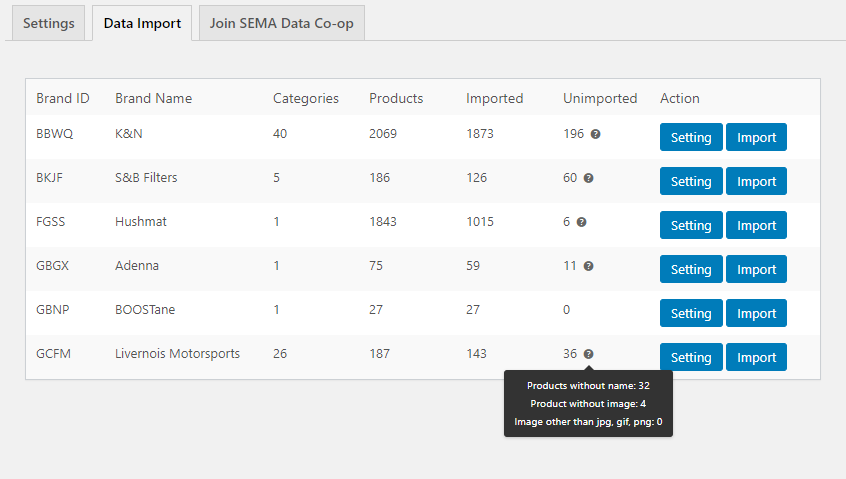 Settings Data Import Join SEMA Data Co-op
Brand ID Brand Name Categories Products Imported Unimported Action
BBWQ K&N 40 2069 1873 196 ? Setting Import
BKJF S&B Filters 5 186 126 60 ? Setting Import
FGSS Hushmat 1 1843 1015 6 ? Setting Import
GBGX Adenna 1 75 59 11 ? Setting Import
GBNP BOOSTane 1 27 27 0 Setting Import
GCFM Livernois Motorsports 26 187 143 36 ? Setting Import
Products without name: 32
Product without image: 4
Image other than jpg, gif, png: 0